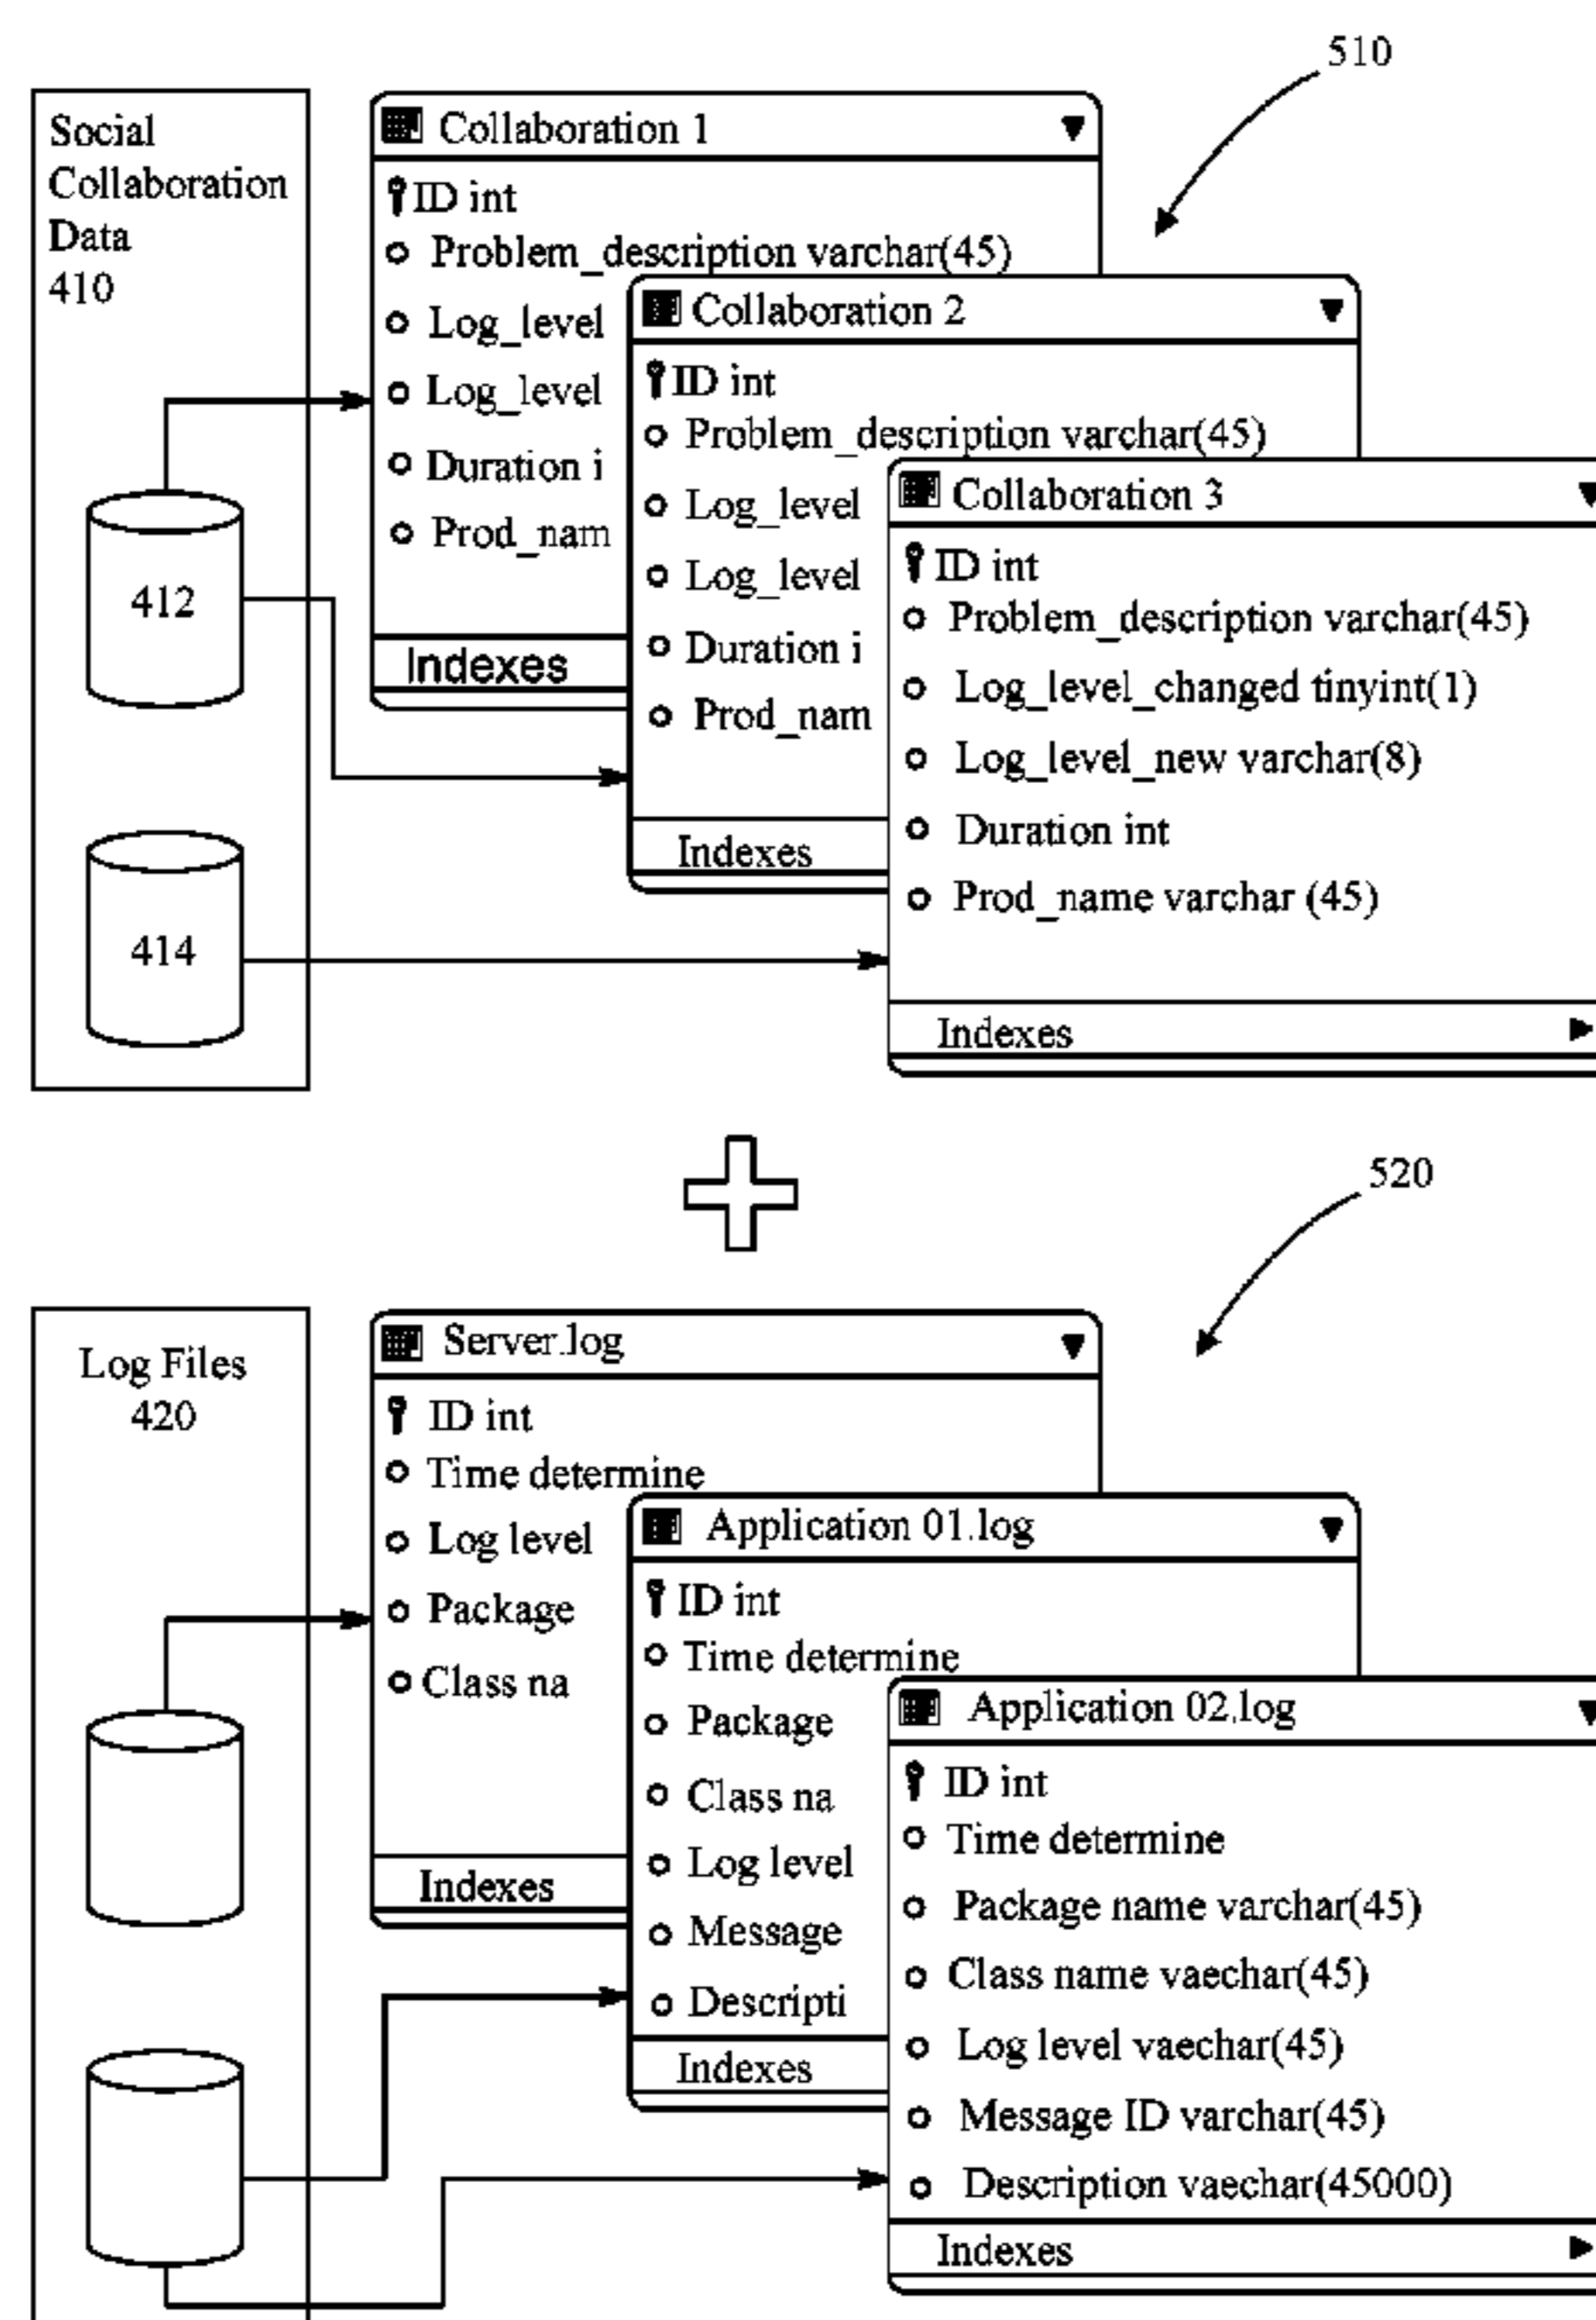 510
Social
Collaboration
Data
410
412
414
Collaboration 1
ID int
Problem_description varchar(45)
Log_level
Log_level
Duration i
Prod_nam
Indexes
Collaboration 2
ID int
Problem_description varchar(45)
Log_level
Log_level
Duration i
Prod_nam
Indexes
Collaboration 3
ID int
Problem_description varchar(45)
Log_level_changed tinyint(1)
Log_level_new varchar(8)
Duration int
Prod_name varchar (45)
Indexes
520
Log Files
420
Server.log
ID int
Time determine
Log level
Package
Class na
Indexes
Application 01.log
ID int
Time determine
Package
Class na
Log level
Message
Descripti
Indexes
Application 02.log
ID int
Time determine
Package name varchar(45)
Class name vaechar(45)
Log level vaechar(45)
Message ID varchar(45)
Description vaechar(45000)
Indexes